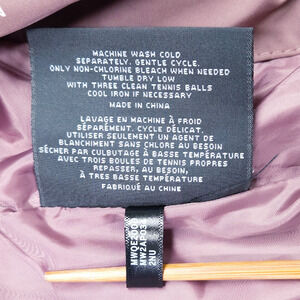 MACHINE WASH COLD
SEPARATELY, GENTLE CYCLE.
ONLY NON-CHLORINE BLEACH WHEN NEEDED
TUMBLE DRY LOW
WITH THREE CLEAN TENNIS BALLS
COOL IRON IF NECESSARY
MADE IN CHINA
LAVAGE EN MACHINE À FROID
SÉPARÉMENT, CYCLE DÉLICAT.
UTILISER SEULEMENT UN AGENT DE
BLANCHIMENT SANS CHLORE AU BESOIN
SÉCHER PAR CULBUTAGE À BASSE TEMPÉRATURE
AVEC TROIS BOULES DE TENNIS PROPRES
REPASSER, AU BESOIN,
À TRÈS BASSE TEMPÉRATURE
FABRIQUÉ AU CHINE
2NU